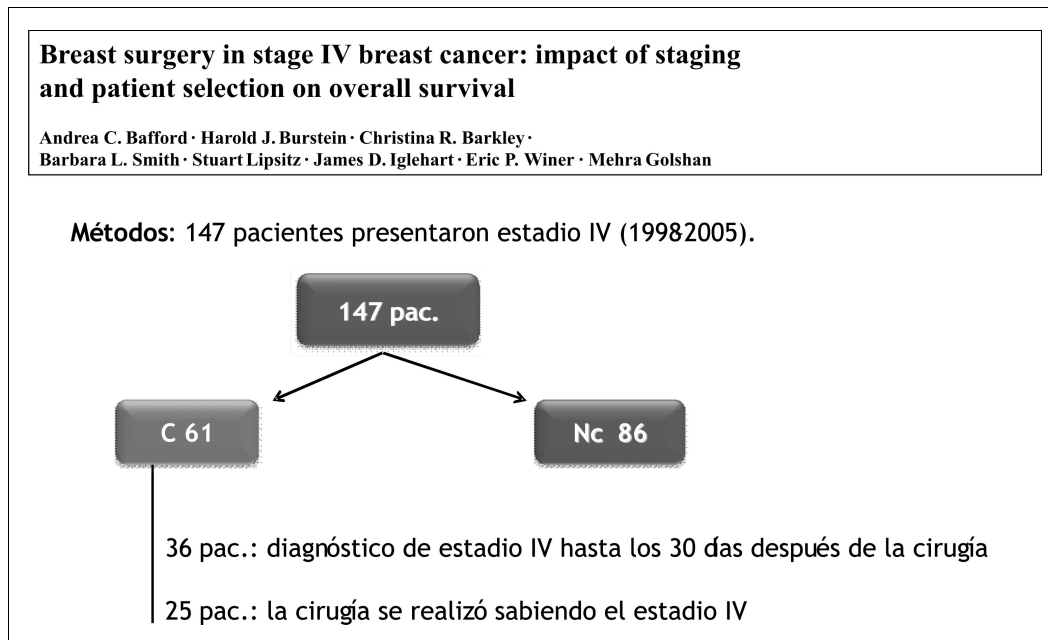 Breast surgery in stage IV breast cancer: impact of staging
and patient selection on overall survival
Andrea C. Bafford · Harold J. Burstein · Christina R. Barkley ·
Barbara L. Smith · Stuart Lipsitz · James D. Iglehart · Eric P. Winer · Mehra Golshan
Métodos: 147 pacientes presentaron estadio IV (19982005).
147 pac.
C 61
Nc 86
36 pac.: diagnóstico de estadio IV hasta los 30 días después de la cirugía
25 pac.: la cirugía se realizó sabiendo el estadio IV